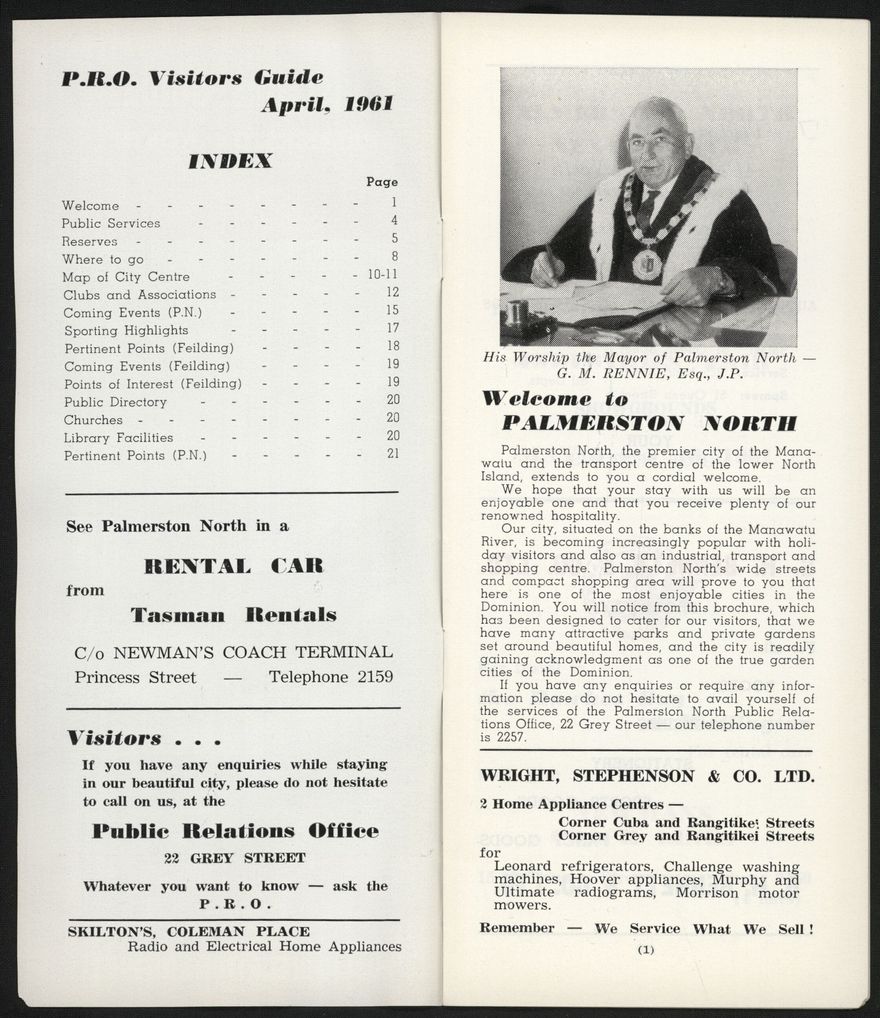 P.R.O. Visitors Guide
April, 1961
INDEX
Page
Welcome - - - - - - - - 1
Public Services - - - - - - 4
Reserves - - - - - - - - 5
Where to go - - - - - - - 8
Map of City Centre - - - - - 10-11
Clubs and Associations - - - - - 12
Coming Events (P.N.) - - - - - 15
Sporting Highlights - - - - - 17
Pertinent Points (Feilding) - - - - 18
Coming Events (Feilding) - - - - 19
Points of Interest (Feilding) - - - - 19
Public Directory - - - - - - 20
Churches - - - - - - - - 20
Library Facilities - - - - - - 20
Pertinent Points (P.N.) - - - - - 21
See Palmerston North in a
RENTAL CAR
from
Tasman Rentals
C/o NEWMAN'S COACH TERMINAL
Princess Street — Telephone 2159
Visitors . . .
If you have any enquiries while staying
in our beautiful city, please do not hesitate
to call on us, at the
Public Relations Office
22 GREY STREET
Whatever you want to know — ask the
P.R.O.
SKILTON'S, COLEMAN PLACE
Radio and Electrical Home Appliances
His Worship the Mayor of Palmerston North —
G. M. RENNIE, Esq., J.P.
Welcome to
PALMERSTON NORTH
Palmerston North, the premier city of the Mana-
watu and the transport centre of the lower North
Island, extends to you a cordial welcome.
We hope that your stay with us will be an
enjoyable one and that you receive plenty of our
renowned hospitality.
Our city, situated on the banks of the Manawatu
River, is becoming increasingly popular with holi-
day visitors and also as an industrial, transport and
shopping centre. Palmerston North's wide streets
and compact shopping area will prove to you that
here is one of the most enjoyable cities in the
Dominion. You will notice from this brochure, which
has been designed to cater for our visitors, that we
have many attractive parks and private gardens
set around beautiful homes, and the city is readily
gaining acknowledgment as one of the true garden
cities of the Dominion.
If you have any enquiries or require any infor-
mation please do not hesitate to avail yourself of
the services of the Palmerston North Public Rela-
tions Office, 22 Grey Street — our telephone number
is 2257.
WRIGHT, STEPHENSON & CO. LTD.
2 Home Appliance Centres —
Corner Cuba and Rangitikei Streets
Corner Grey and Rangitikei Streets
for
Leonard refrigerators, Challenge washing
machines, Hoover appliances, Murphy and
Ultimate radiograms, Morrison motor
mowers.
Remember — We Service What We Sell !
(1)